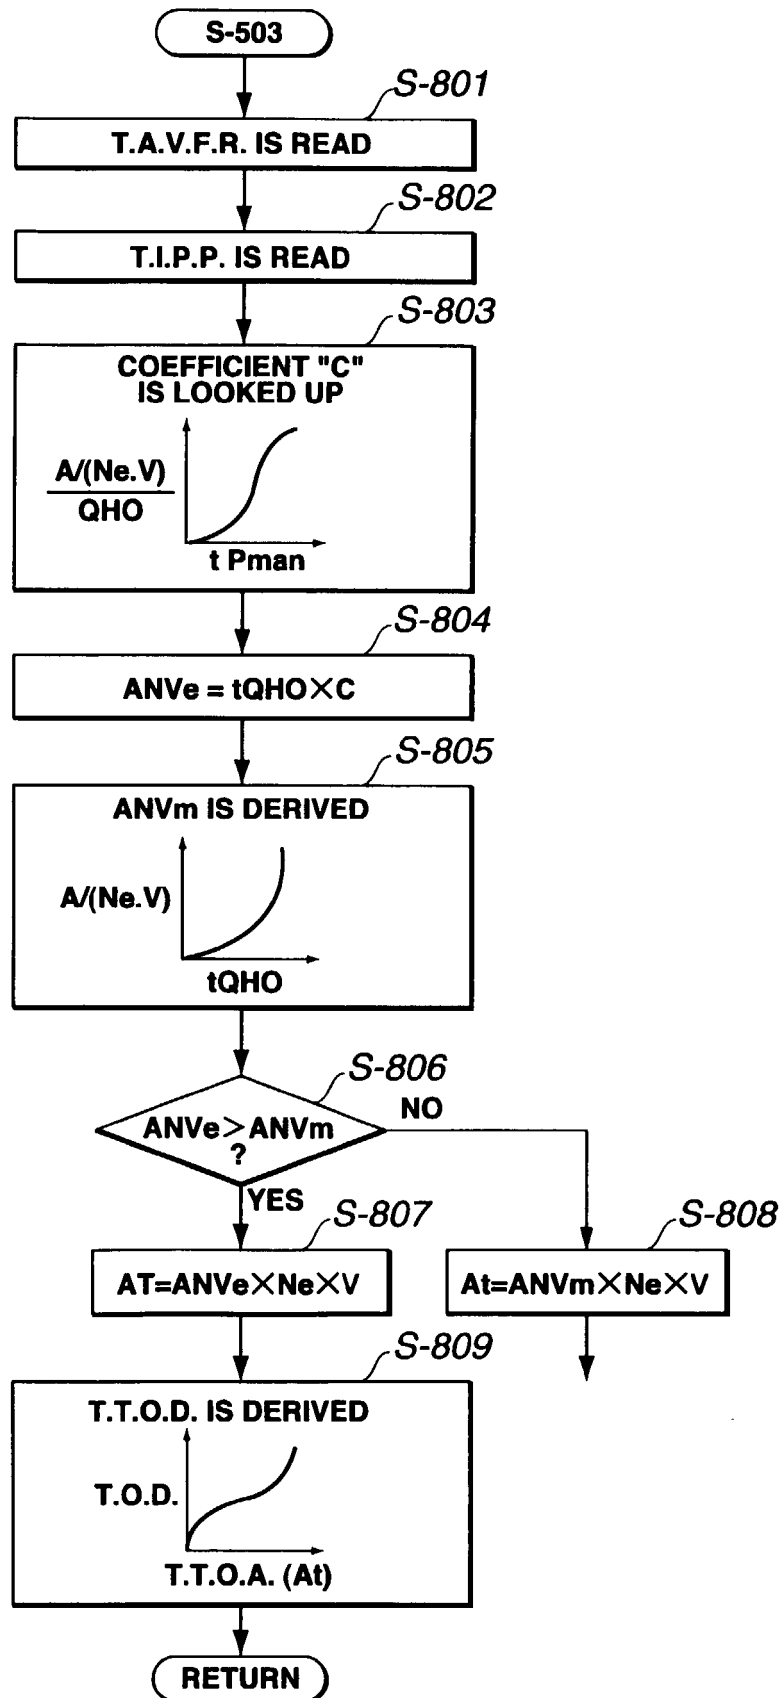 S-503
S-801
T.A.V.F.R. IS READ
S-802
T.I.P.P. IS READ
S-803
COEFFICIENT "C"
IS LOOKED UP
A/(Ne.V)
QHO
t Pman
S-804
ANVe = tQHO×C
S-805
ANVm IS DERIVED
A/(Ne.V)
tQHO
S-806
ANVe>ANVm
?
NO
YES
S-807
AT=ANVe×Ne×V
S-808
At=ANVm×Ne×V
S-809
T.T.O.D. IS DERIVED
T.O.D.
T.T.O.A. (At)
RETURN